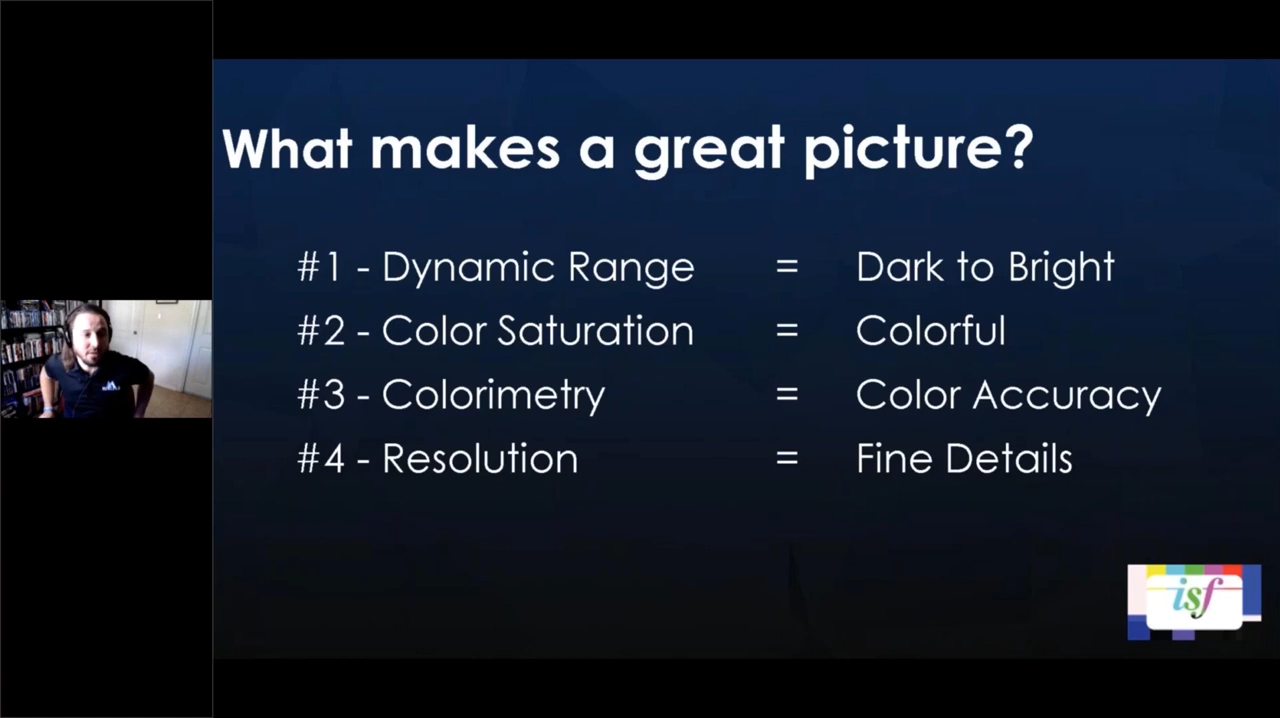 What makes a great picture?
#1 - Dynamic Range = Dark to Bright
#2 - Color Saturation = Colorful
#3 - Colorimetry = Color Accuracy
#4 - Resolution = Fine Details
isf